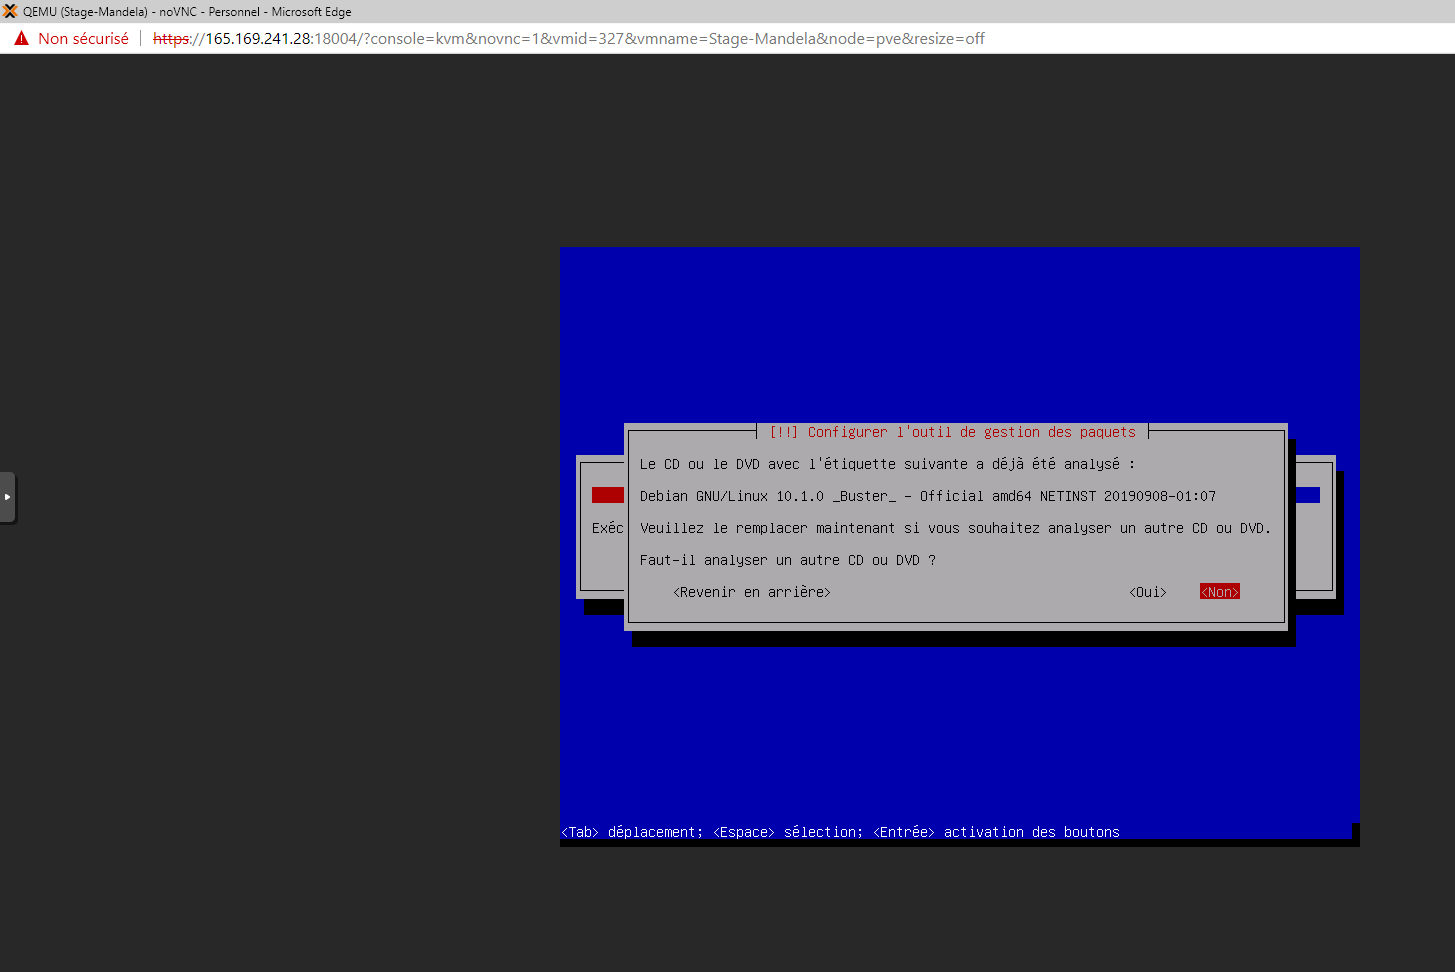 QEMU (Stage-Mandela) - noVNC - Personnel - Microsoft Edge
Non sécurisé https://165.169.241.28:18004/?console=kvm&novnc=1&vmid=327&vmname=Stage-Mandela&node=pve&resize=off
[!!] Configurer l'outil de gestion des paquets
Le CD ou le DVD avec l'étiquette suivante a déjà été analysé :
Debian GNU/Linux 10.1.0 _Buster_ - Official amd64 NETINST 20190908-01:07
Exéc
Veuillez le remplacer maintenant si vous souhaitez analyser un autre CD ou DVD.
Faut-il analyser un autre CD ou DVD ?
<Revenir en arrière> <Oui> <Non>
<Tab> déplacement; <Espace> sélection; <Entrée> activation des boutons